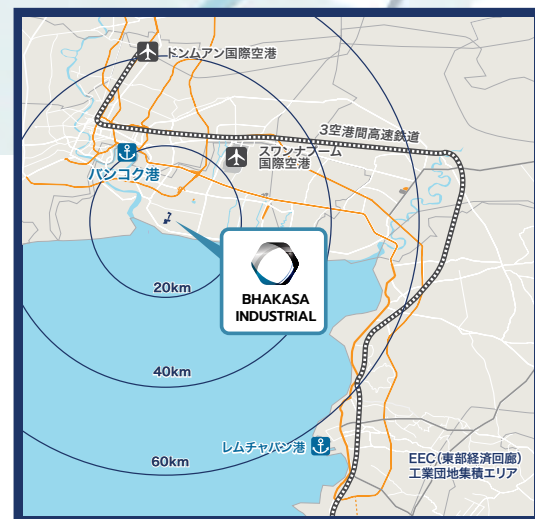 ドンムアン国際空港
3空港間高速鉄道
スワンナプーム
国際空港
バンコク港
BHAKASA
INDUSTRIAL
20km
40km
60km
レムチャバン港
EEC(東部経済回廊)
工業団地集積エリア